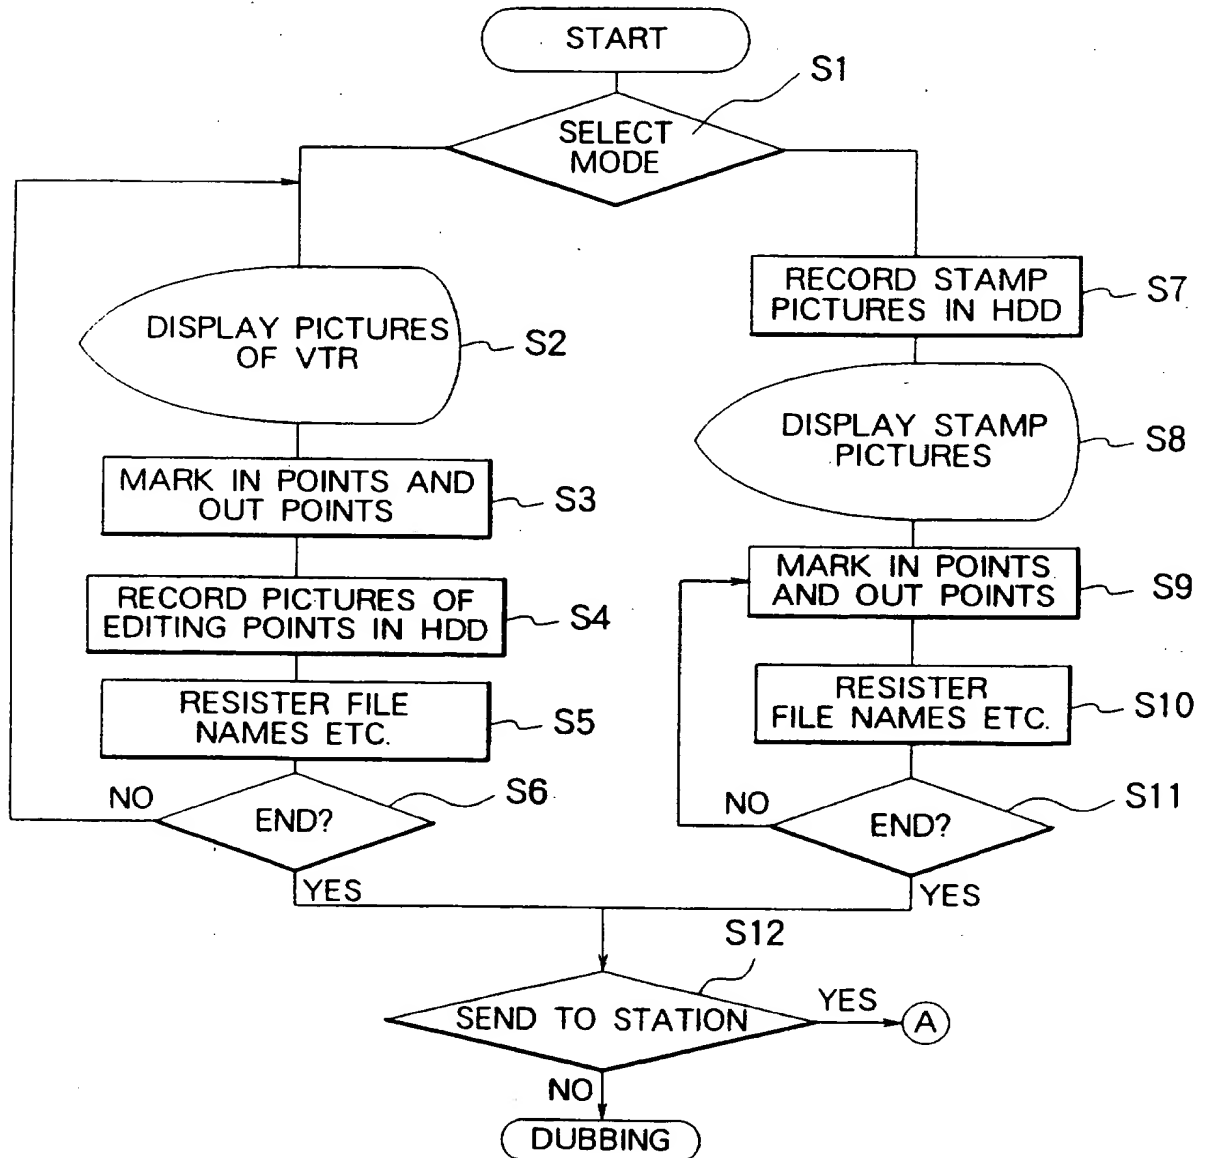 START
S1
SELECT
MODE
DISPLAY PICTURES
OF VTR
S2
MARK IN POINTS AND
OUT POINTS
S3
RECORD PICTURES OF
EDITING POINTS IN HDD
S4
RESISTER FILE
NAMES ETC.
S5
S6
END?
NO
YES
RECORD STAMP
PICTURES IN HDD
S7
DISPLAY STAMP
PICTURES
S8
MARK IN POINTS
AND OUT POINTS
S9
RESISTER
FILE NAMES ETC.
S10
S11
END?
NO
YES
S12
SEND TO STATION
YES
A
NO
DUBBING